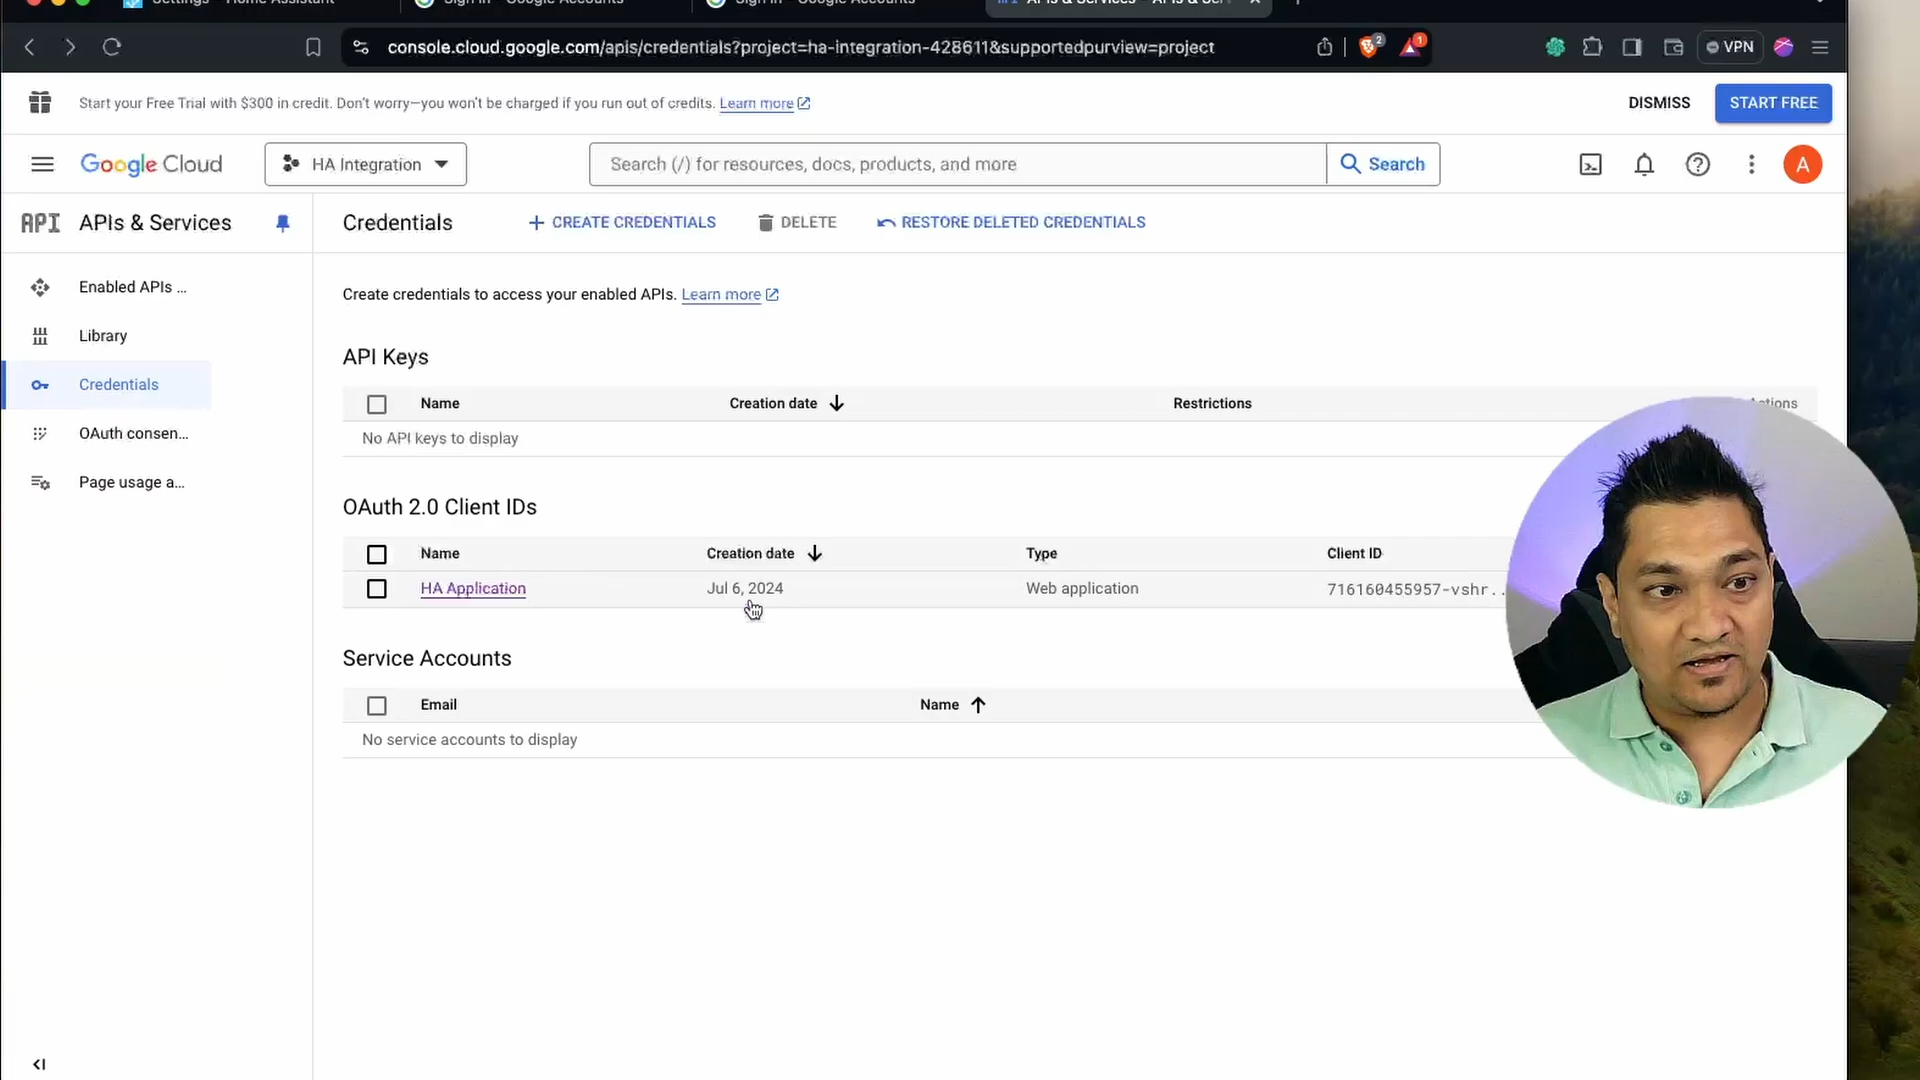 Settings – Home Assistant
Sign in – Google Accounts
Sign in – Google Accounts
APIs & Services – APIs & Ser
console.cloud.google.com/apis/credentials?project=ha-integration-428611&supportedpurview=project
2
1
VPN
Start your Free Trial with $300 in credit. Don't worry—you won't be charged if you run out of credits. Learn more
DISMISS
START FREE
Google Cloud
HA Integration
Search (/) for resources, docs, products, and more
Search
A
API APIs & Services
Credentials
CREATE CREDENTIALS
DELETE
RESTORE DELETED CREDENTIALS
Enabled APIs ...
Library
Credentials
OAuth consen...
Page usage a...
Create credentials to access your enabled APIs. Learn more
API Keys
Name Creation date Restrictions Actions
No API keys to display
OAuth 2.0 Client IDs
Name Creation date Type Client ID
HA Application Jul 6, 2024 Web application 716160455957-vshr..
Service Accounts
Email Name
No service accounts to display